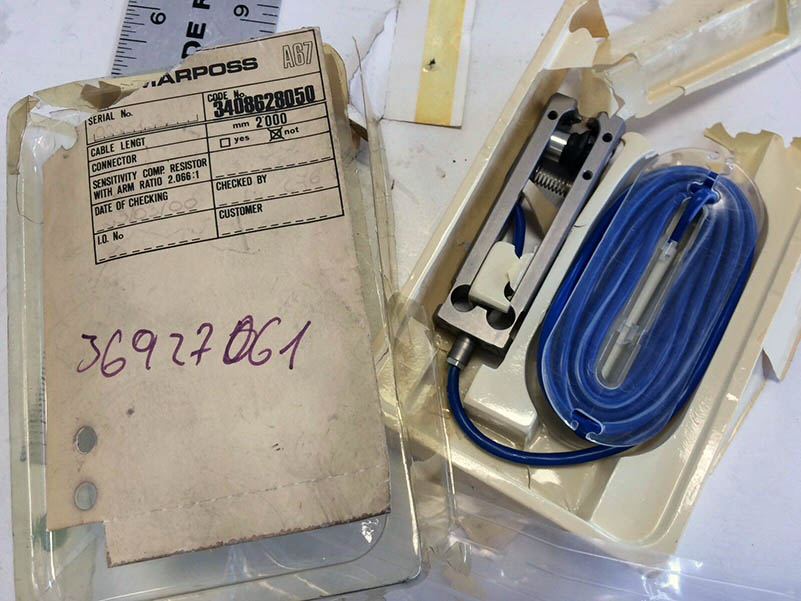 6 9
DE R
MARPOSS A67
SERIAL No. CODE No.
3408628050
CABLE LENGT mm 2000
CONNECTOR yes not
SENSITIVITY COMP. RESISTOR
WITH ARM RATIO 2.066:1
DATE OF CHECKING CHECKED BY
I.O. No CUSTOMER
36927061